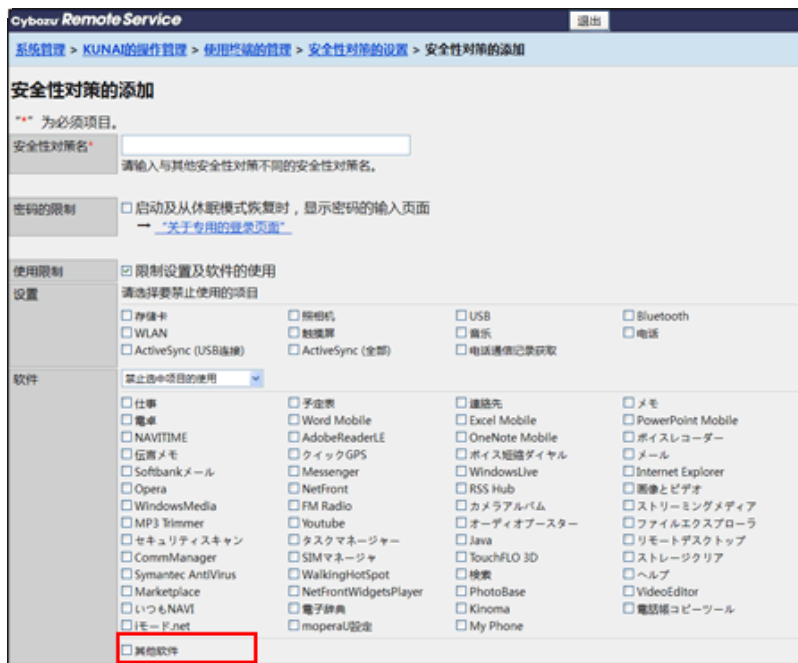 Cybozu Remote Service 退出
系统管理 > KUNAI的操作管理 > 使用终端的管理 > 安全性对策的设置 > 安全性对策的添加
安全性对策的添加
"*" 为必须项目。
安全性对策名*
请输入与其他安全性对策不同的安全性对策名。
密码的限制 启动及从休眠模式恢复时，显示密码的输入页面
→ "关于专用的登录页面"
使用限制 限制设置及软件的使用
设置 请选择要禁止使用的项目
存储卡 照相机 USB Bluetooth
WLAN 触摸屏 音乐 电话
ActiveSync (USB连接) ActiveSync (全部) 电话通信记录获取
软件 禁止选中项目的使用
仕事 予定表 連絡先 メモ
電卓 Word Mobile Excel Mobile PowerPoint Mobile
NAVITIME AdobeReaderLE OneNote Mobile ボイスレコーダー
伝言メモ クイックGPS ボイス短縮ダイヤル メール
Softbankメール Messenger WindowsLive Internet Explorer
Opera NetFront RSS Hub 画像とビデオ
WindowsMedia FM Radio カメラアルバム ストリーミングメディア
MP3 Trimmer Youtube オーディオブースター ファイルエクスプローラ
セキュリティスキャン タスクマネージャー Java リモートデスクトップ
CommManager SIMマネージャ TouchFLO 3D ストレージクリア
Symantec AntiVirus WalkingHotSpot 検索 ヘルプ
Marketplace NetFrontWidgetsPlayer PhotoBase VideoEditor
いつもNAVI 電子辞典 Kinoma 電話帳コピーツール
iモード.net moperaU設定 My Phone
其他软件